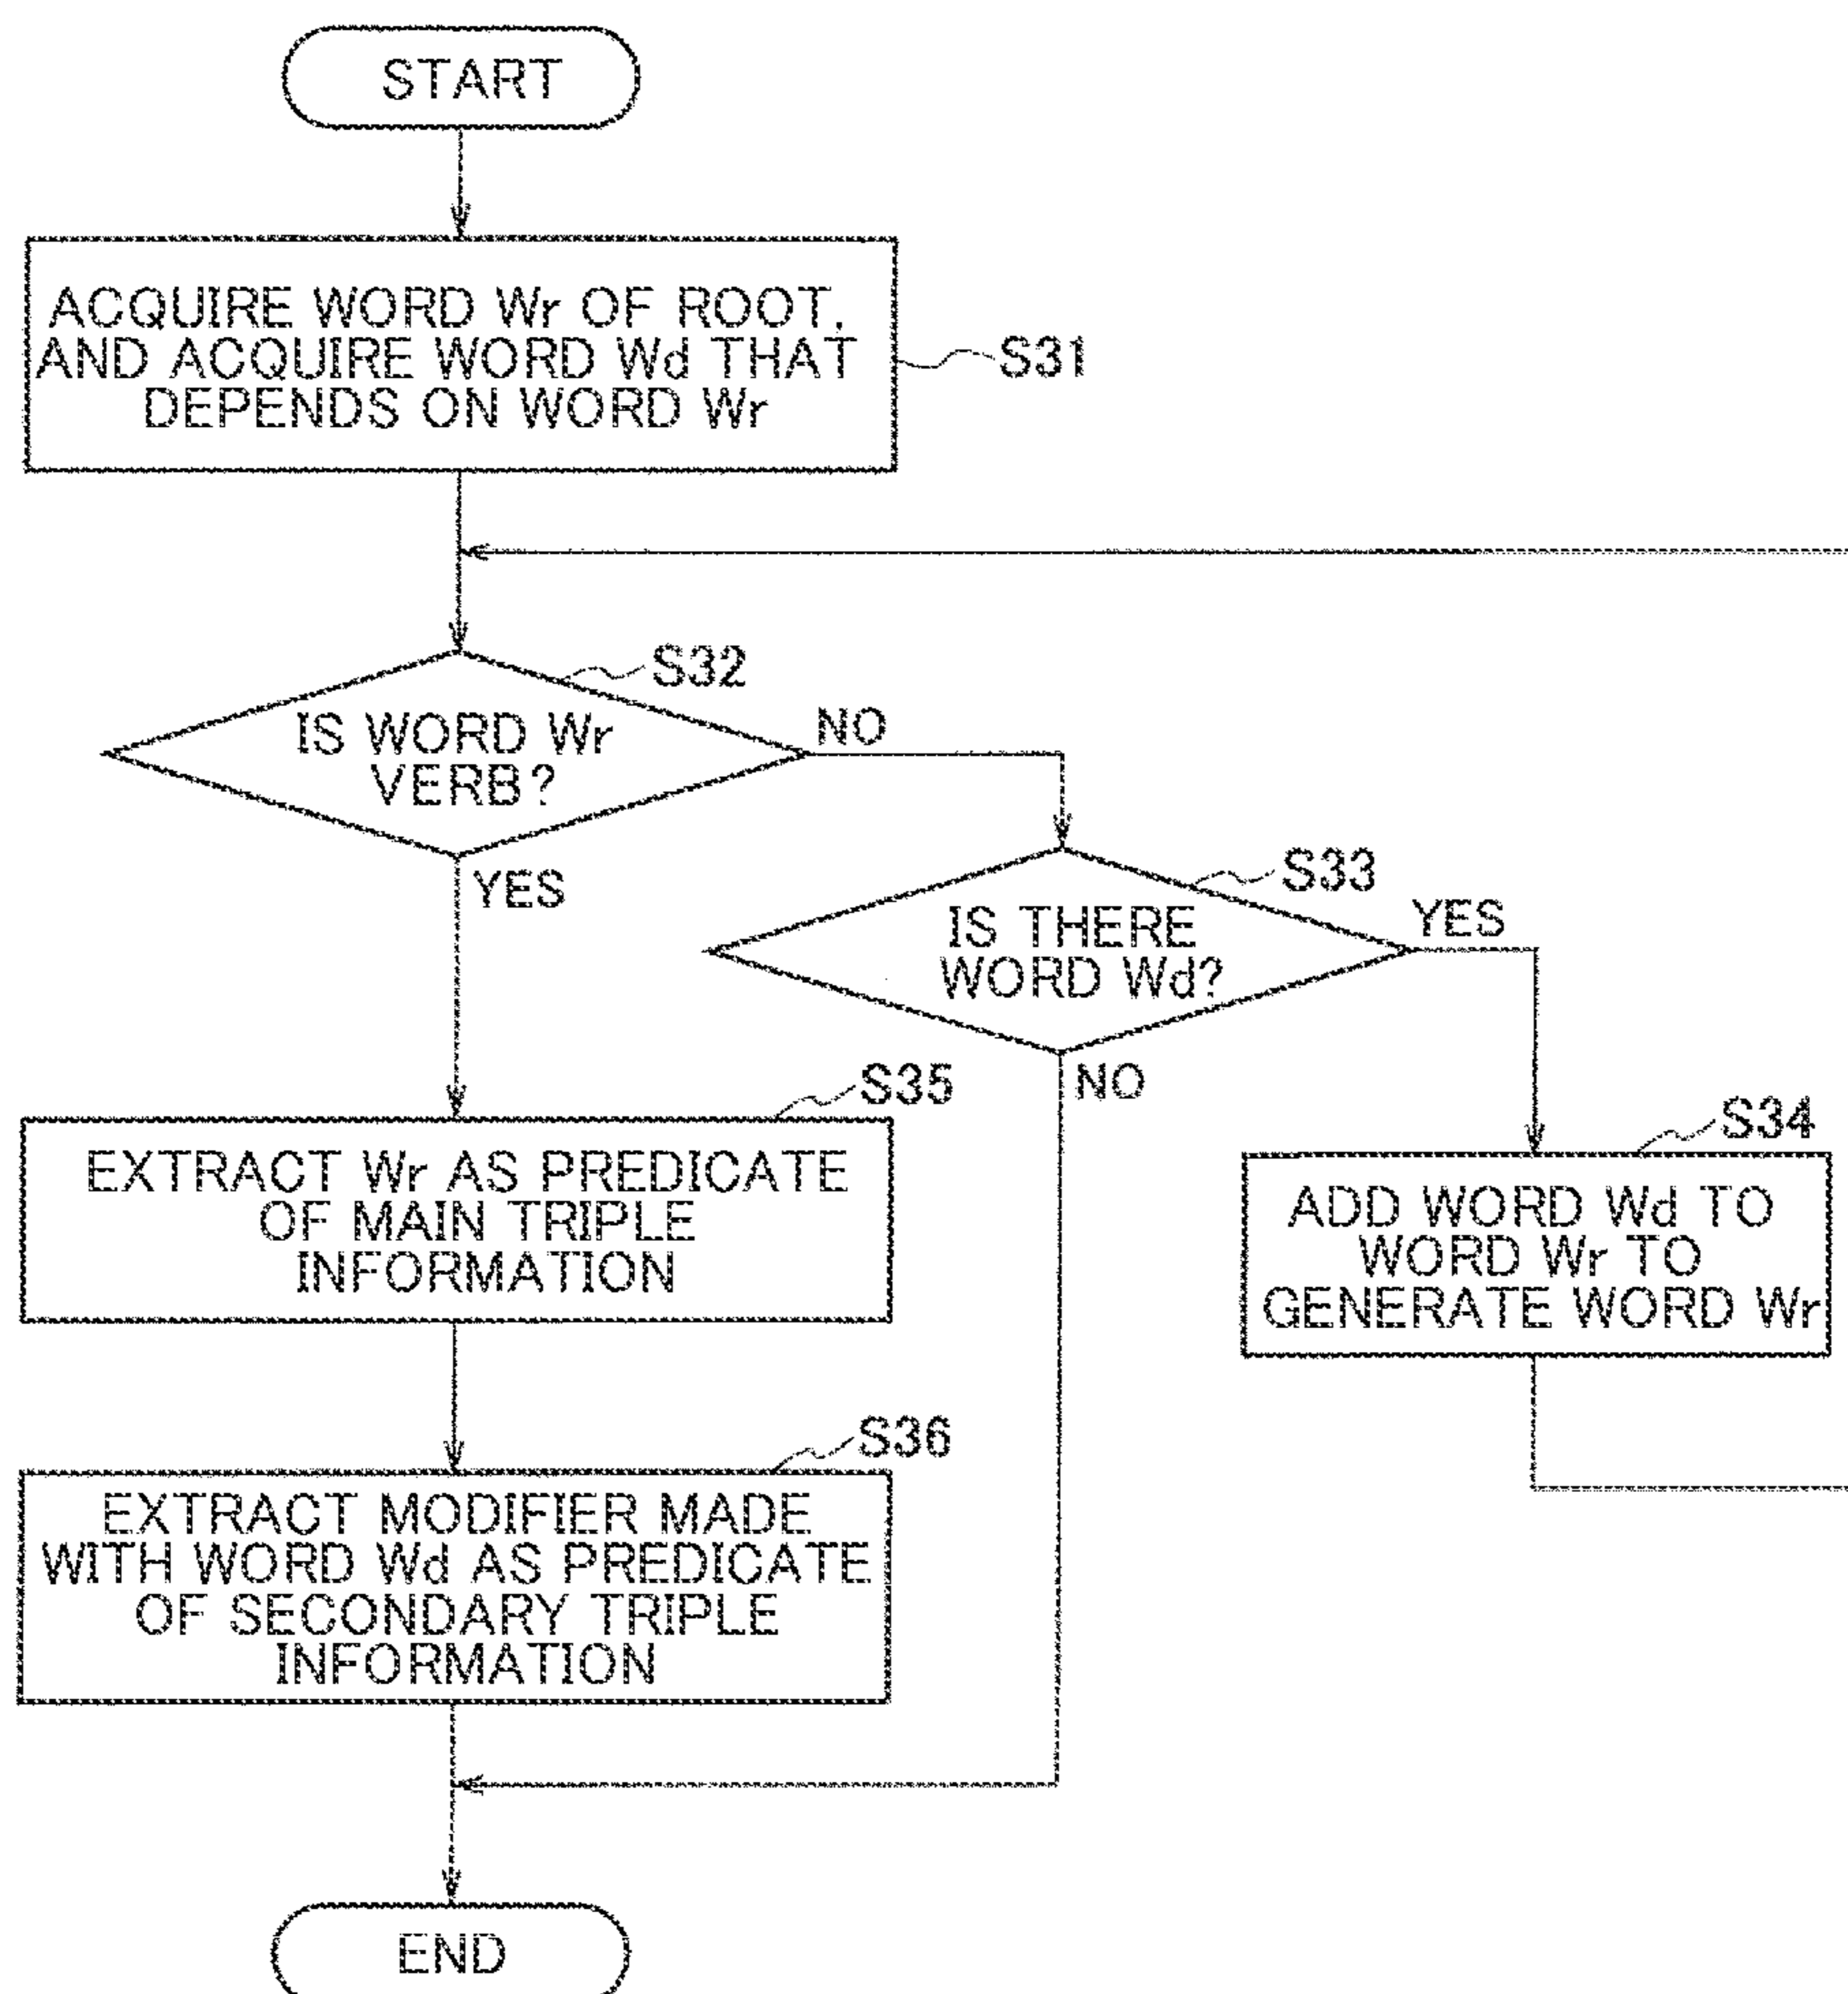 START
ACQUIRE WORD Wr OF ROOT,
AND ACQUIRE WORD Wd THAT
DEPENDS ON WORD Wr
S31
S32
IS WORD Wr
VERB?
NO
YES
S33
IS THERE
WORD Wd?
YES
NO
S35
EXTRACT Wr AS PREDICATE
OF MAIN TRIPLE
INFORMATION
S34
ADD WORD Wd TO
WORD Wr TO
GENERATE WORD Wr
S36
EXTRACT MODIFIER MADE
WITH WORD Wd AS PREDICATE
OF SECONDARY TRIPLE
INFORMATION
END